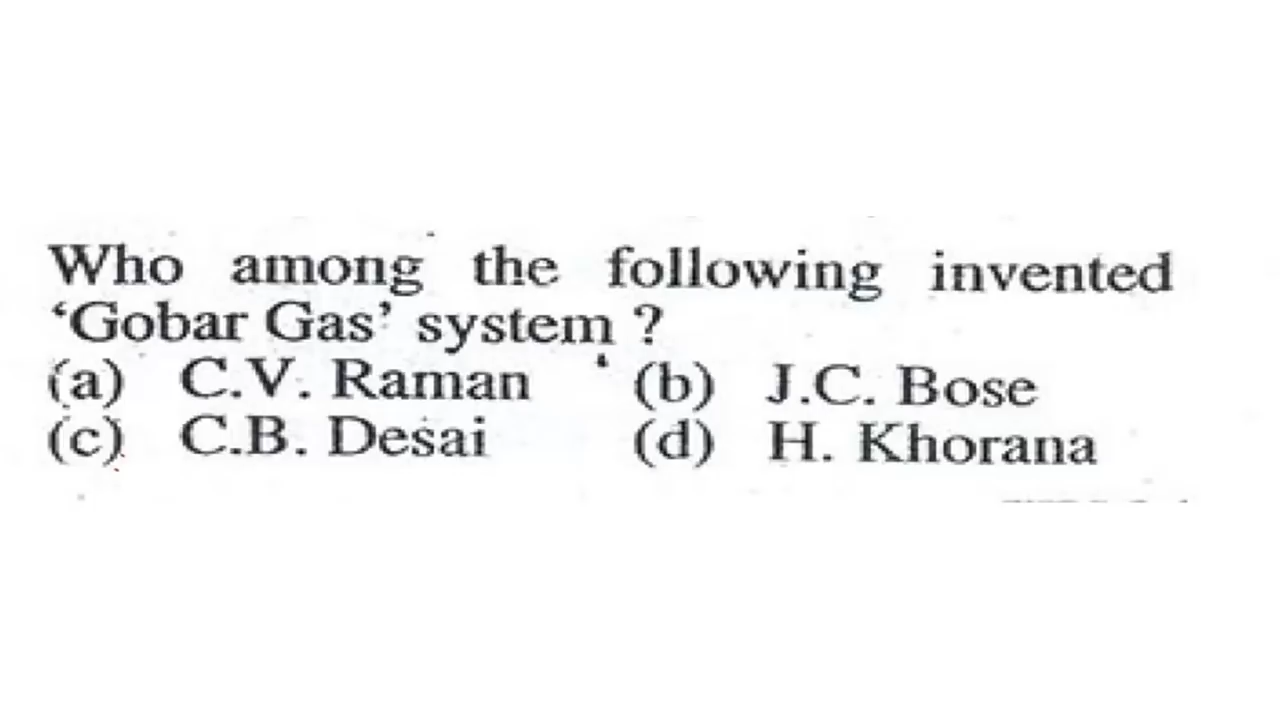 Who among the following invented
‘Gobar Gas’ system ?
(a) C.V. Raman (b) J.C. Bose
(c) C.B. Desai (d) H. Khorana